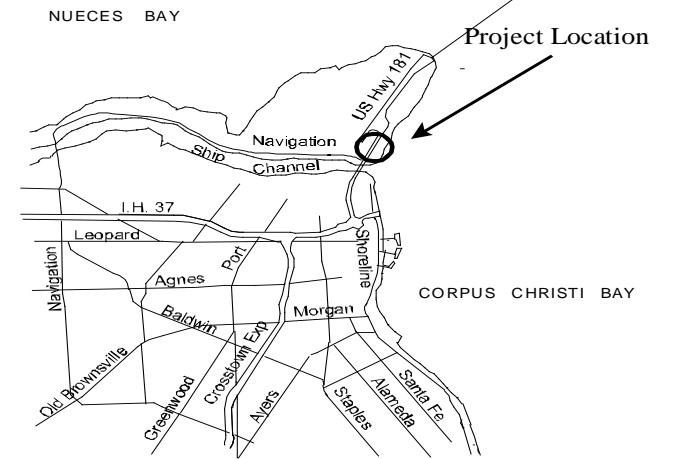 NUECES BAY
Project Location
US Hwy 181
Navigation
Ship Channel
I.H. 37
Leopard
Port
Shoreline
Navigation
Agnes
CORPUS CHRISTI BAY
Baldwin
Morgan
Crosstown Exp
Old Brownsville
Greenwood
Ayers
Staples
Alameda
Santa Fe